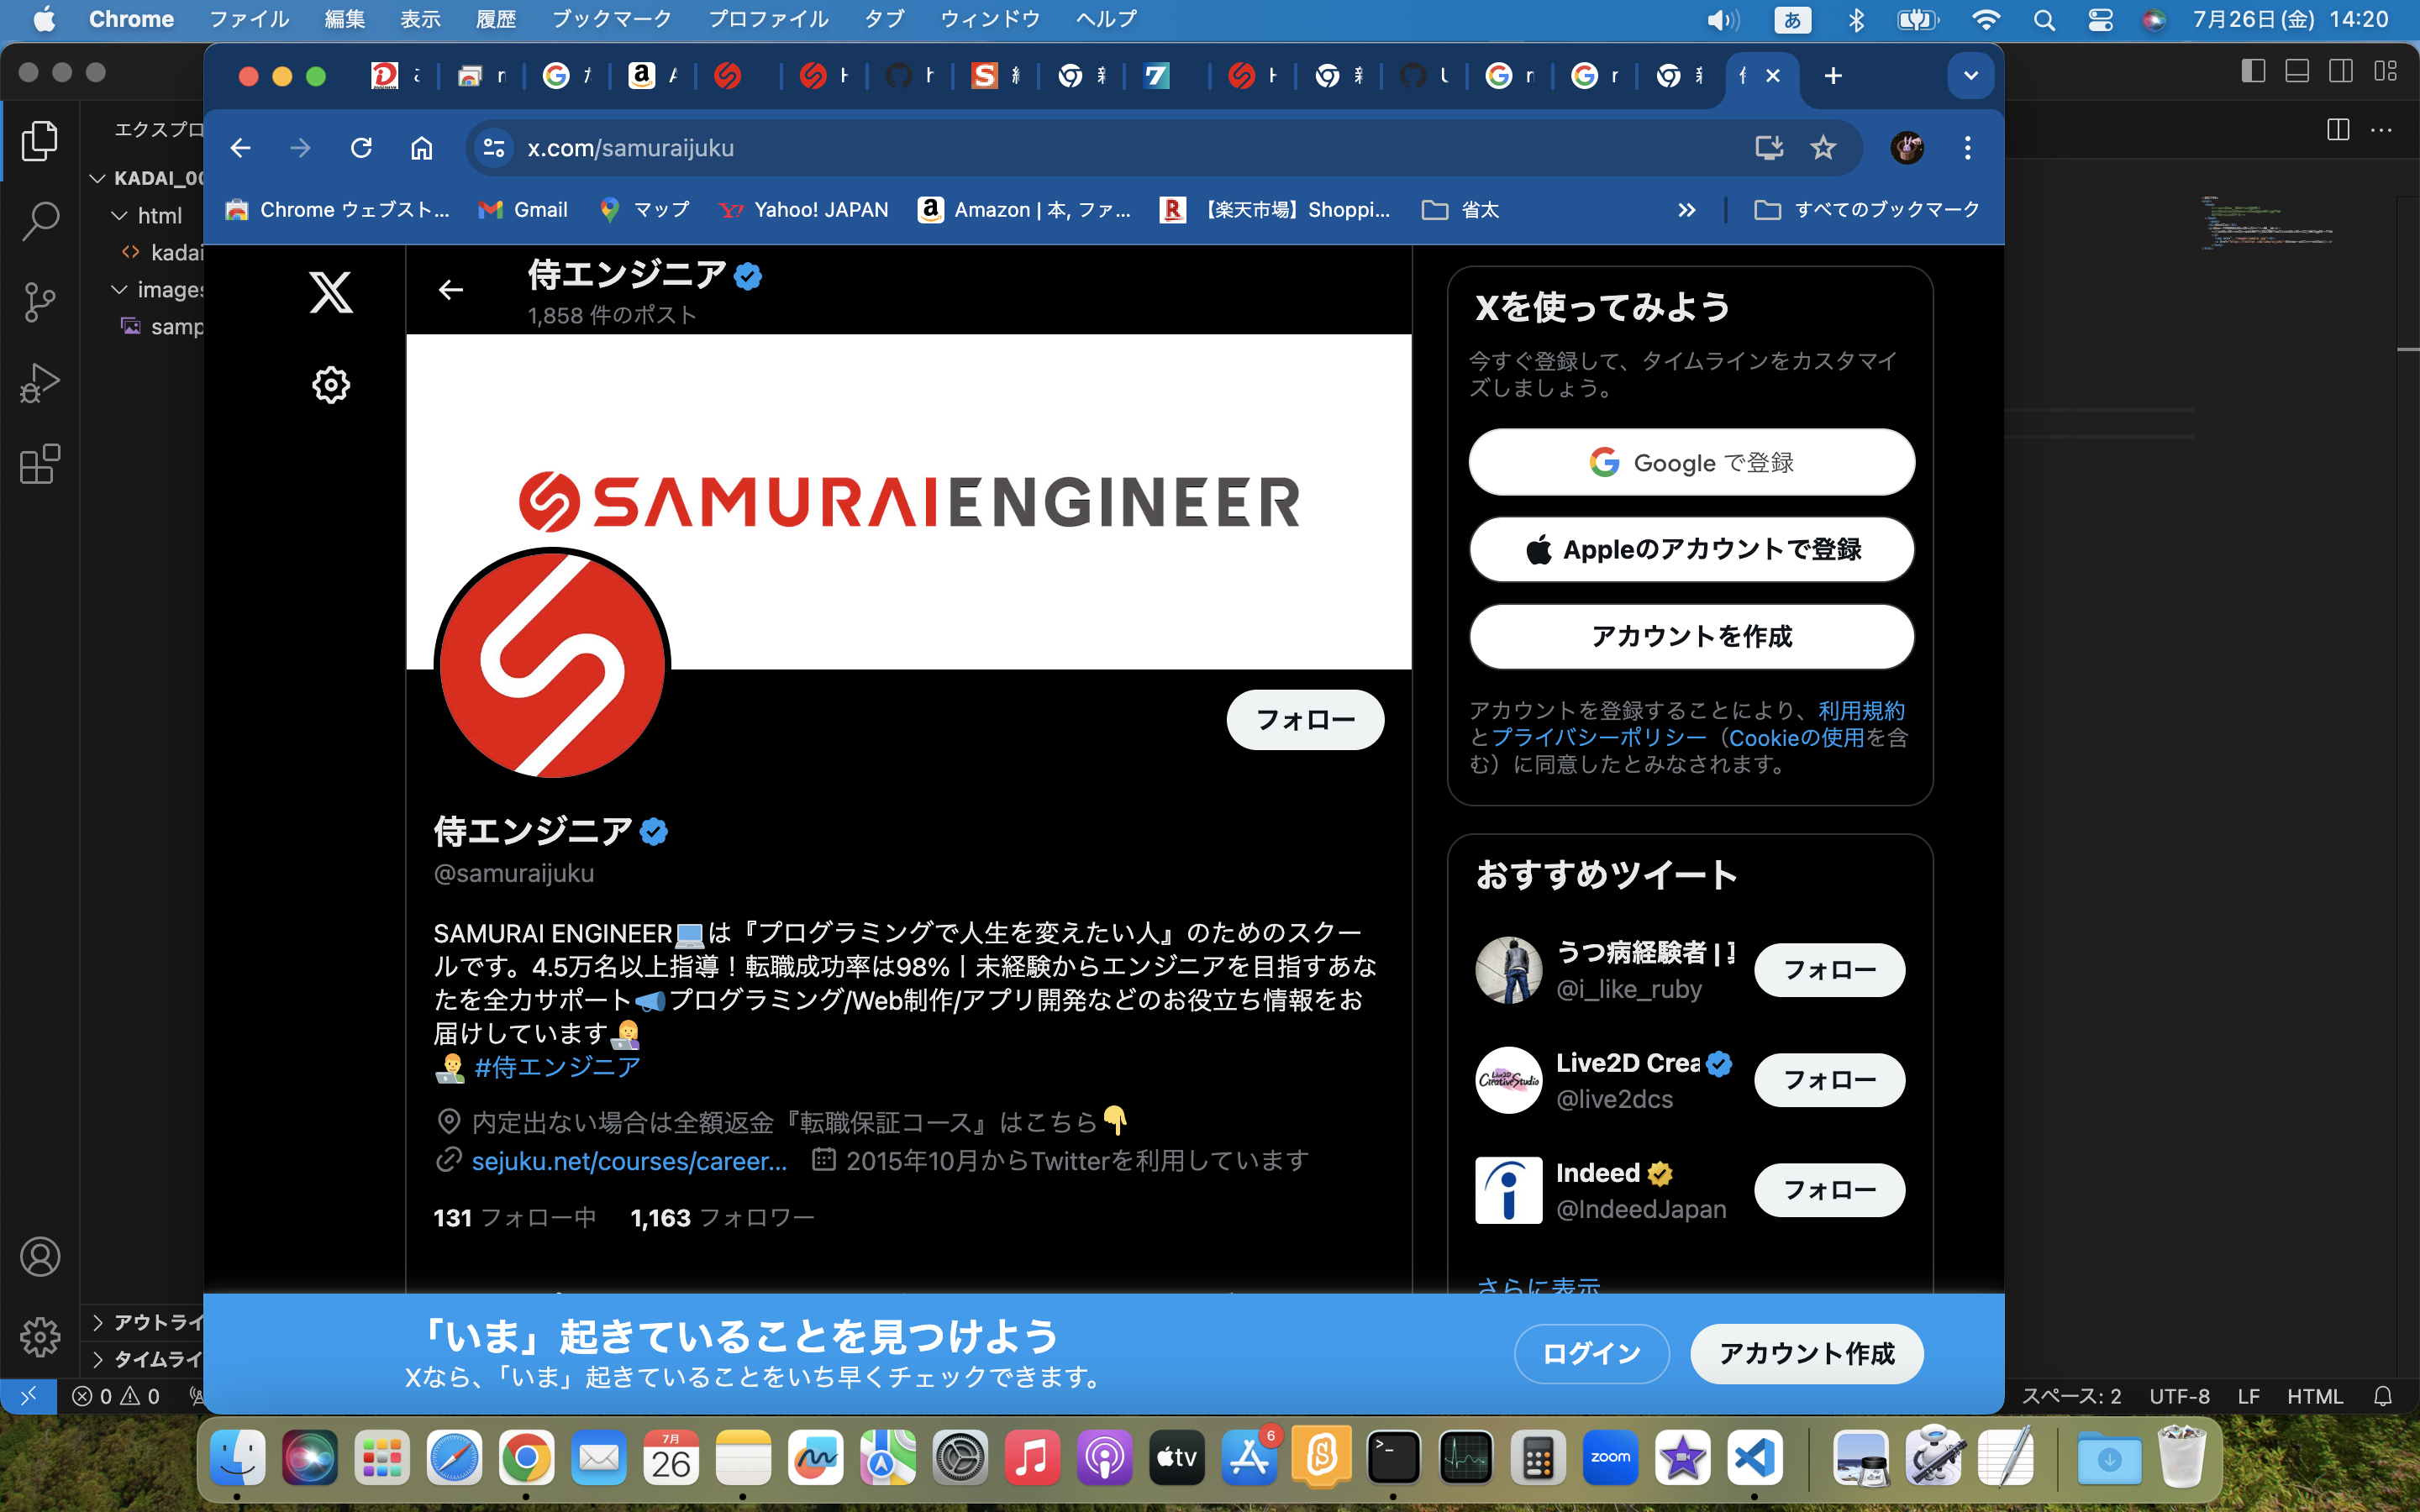 Chrome ファイル 編集 表示 履歴 ブックマーク プロファイル タブ ウィンドウ ヘルプ
あ
7月26日(金) 14:20
x.com/samuraijuku
Chrome ウェブスト...
Gmail
マップ
Yahoo! JAPAN
Amazon | 本, ファ...
【楽天市場】Shoppi...
省太
すべてのブックマーク
エクスプロ
KADAI_00
html
kadai
images
samp
アウトライ
タイムライ
侍エンジニア
1,858 件のポスト
SAMURAIENGINEER
フォロー
侍エンジニア
@samuraijuku
SAMURAI ENGINEER💻は『プログラミングで人生を変えたい人』のためのスクー
ルです。4.5万名以上指導！転職成功率は98%｜未経験からエンジニアを目指すあな
たを全力サポート📣プログラミング/Web制作/アプリ開発などのお役立ち情報をお
届けしています👩‍💻
👨‍💻 #侍エンジニア
内定出ない場合は全額返金『転職保証コース』はこちら👇
sejuku.net/courses/career... 2015年10月からTwitterを利用しています
131 フォロー中 1,163 フォロワー
Xを使ってみよう
今すぐ登録して、タイムラインをカスタマイ
ズしましょう。
Google で登録
Appleのアカウントで登録
アカウントを作成
アカウントを登録することにより、利用規約
とプライバシーポリシー（Cookieの使用を含
む）に同意したとみなされます。
おすすめツイート
うつ病経験者 |
@i_like_ruby
フォロー
Live2D Crea
@live2dcs
フォロー
Indeed
@IndeedJapan
フォロー
さらに表示
「いま」起きていることを見つけよう
Xなら、「いま」起きていることをいち早くチェックできます。
ログイン
アカウント作成
0 0
スペース: 2 UTF-8 LF HTML
7月
26
tv
6
zoom